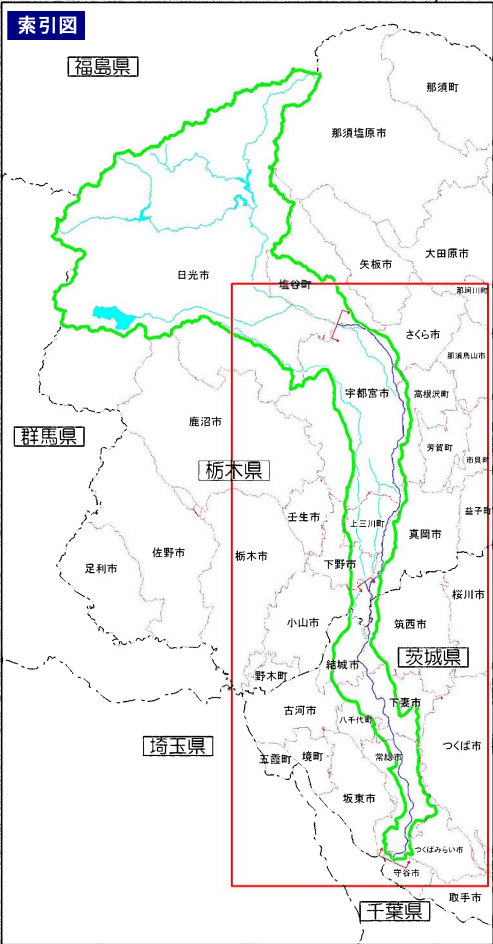 索引図
福島県
那須町
那須塩原市
大田原市
矢板市
日光市
塩谷町
那珂川町
さくら市
那須烏山市
宇都宮市
高根沢町
鹿沼市
群馬県
芳賀町
市貝町
栃木県
益子町
壬生市
上三川町
真岡市
佐野市
栃木市
下野市
足利市
桜川市
小山市
筑西市
茨城県
結城市
野木町
下妻市
古河市
八千代町
埼玉県
つくば市
五霞町
境町
常総市
坂東市
つくばみらい市
守谷市
取手市
千葉県